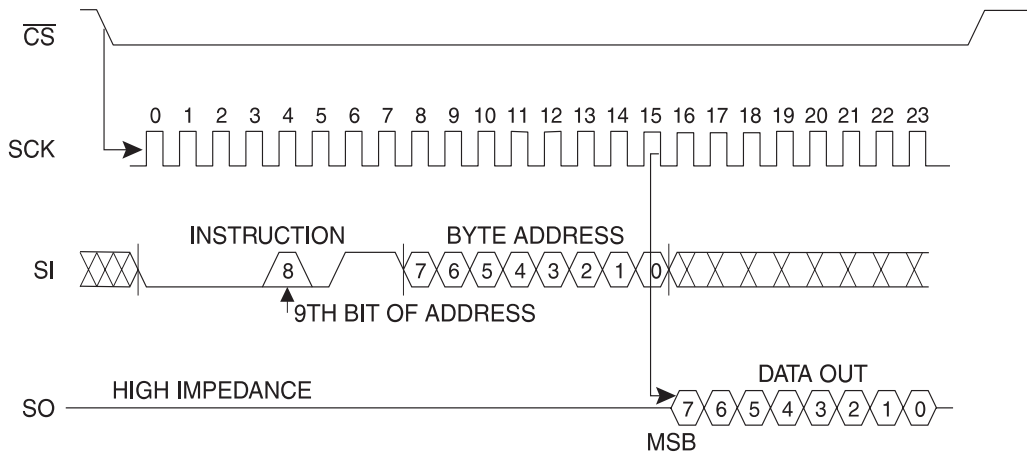 CS
0 1 2 3 4 5 6 7 8 9 10 11 12 13 14 15 16 17 18 19 20 21 22 23
SCK
INSTRUCTION BYTE ADDRESS
SI 8 7 6 5 4 3 2 1 0
9TH BIT OF ADDRESS
HIGH IMPEDANCE DATA OUT
SO 7 6 5 4 3 2 1 0
MSB